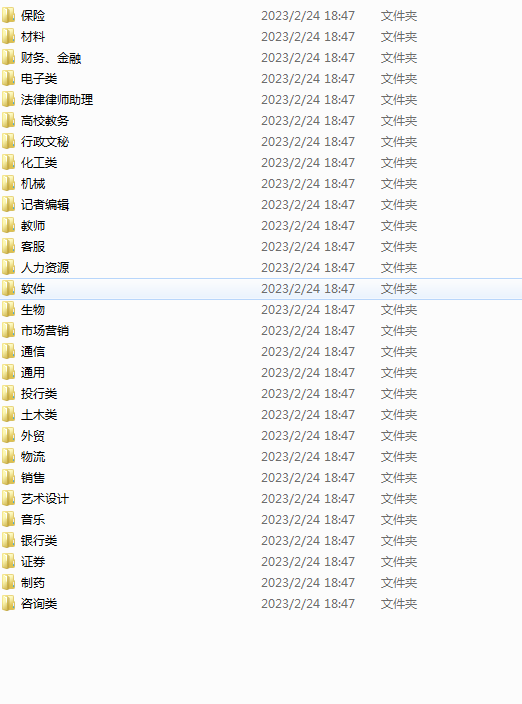 保险 2023/2/24 18:47 文件夹
材料 2023/2/24 18:47 文件夹
财务、金融 2023/2/24 18:47 文件夹
电子类 2023/2/24 18:47 文件夹
法律律师助理 2023/2/24 18:47 文件夹
高校教务 2023/2/24 18:47 文件夹
行政文秘 2023/2/24 18:47 文件夹
化工类 2023/2/24 18:47 文件夹
机械 2023/2/24 18:47 文件夹
记者编辑 2023/2/24 18:47 文件夹
教师 2023/2/24 18:47 文件夹
客服 2023/2/24 18:47 文件夹
人力资源 2023/2/24 18:47 文件夹
软件 2023/2/24 18:47 文件夹
生物 2023/2/24 18:47 文件夹
市场营销 2023/2/24 18:47 文件夹
通信 2023/2/24 18:47 文件夹
通用 2023/2/24 18:47 文件夹
投行类 2023/2/24 18:47 文件夹
土木类 2023/2/24 18:47 文件夹
外贸 2023/2/24 18:47 文件夹
物流 2023/2/24 18:47 文件夹
销售 2023/2/24 18:47 文件夹
艺术设计 2023/2/24 18:47 文件夹
音乐 2023/2/24 18:47 文件夹
银行类 2023/2/24 18:47 文件夹
证券 2023/2/24 18:47 文件夹
制药 2023/2/24 18:47 文件夹
咨询类 2023/2/24 18:47 文件夹